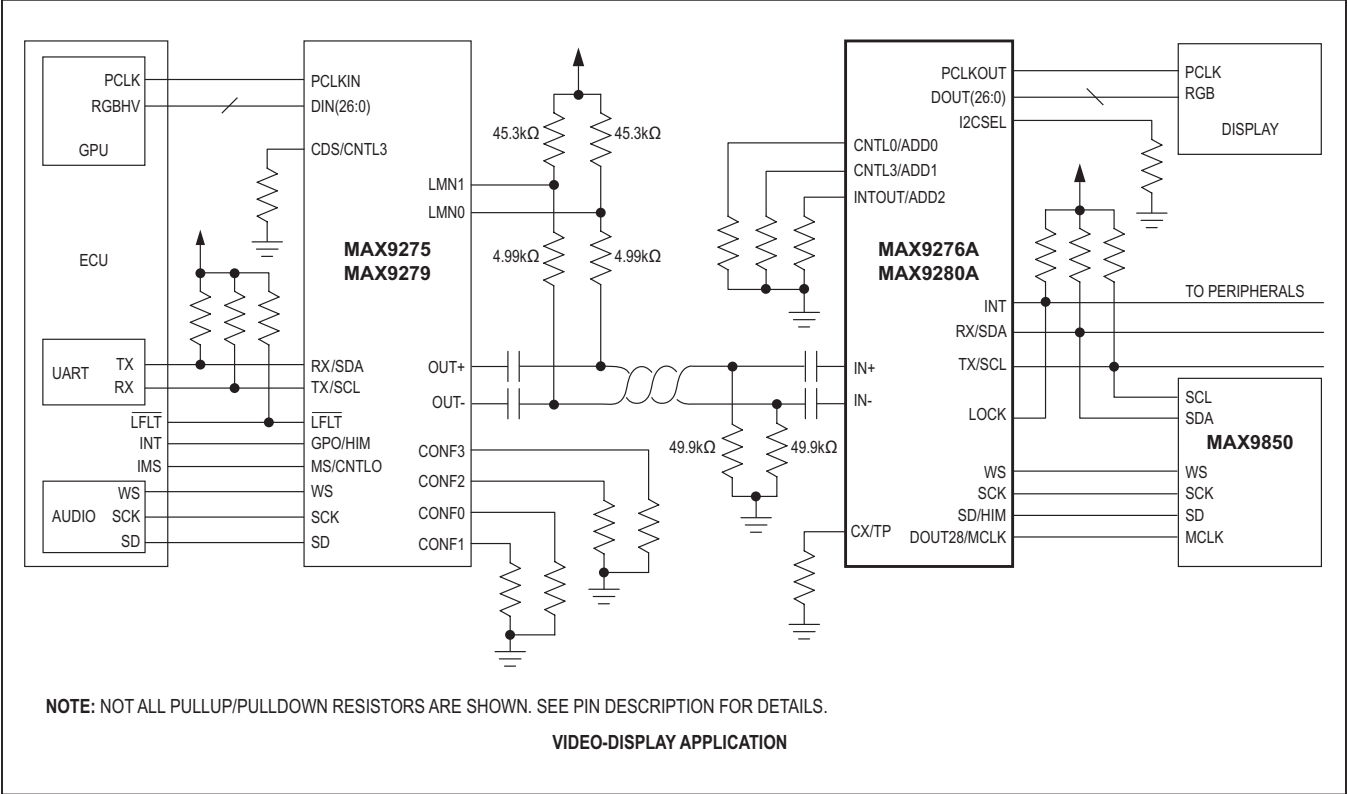 PCLK
RGBHV
GPU
ECU
UART
TX
RX
LFLT
INT
IMS
AUDIO
WS
SCK
SD
PCLKIN
DIN(26:0)
CDS/CNTL3
LMN1
LMN0
MAX9275
MAX9279
RX/SDA
TX/SCL
LFLT
GPO/HIM
MS/CNTLO
WS
SCK
SD
OUT+
OUT-
CONF3
CONF2
CONF0
CONF1
45.3kΩ
45.3kΩ
4.99kΩ
4.99kΩ
49.9kΩ
49.9kΩ
PCLKOUT
DOUT(26:0)
I2CSEL
CNTL0/ADD0
CNTL3/ADD1
INTOUT/ADD2
MAX9276A
MAX9280A
INT
RX/SDA
TX/SCL
IN+
IN-
LOCK
WS
SCK
SD/HIM
DOUT28/MCLK
CX/TP
PCLK
RGB
DISPLAY
TO PERIPHERALS
SCL
SDA
MAX9850
WS
SCK
SD
MCLK
NOTE: NOT ALL PULLUP/PULLDOWN RESISTORS ARE SHOWN. SEE PIN DESCRIPTION FOR DETAILS.
VIDEO-DISPLAY APPLICATION